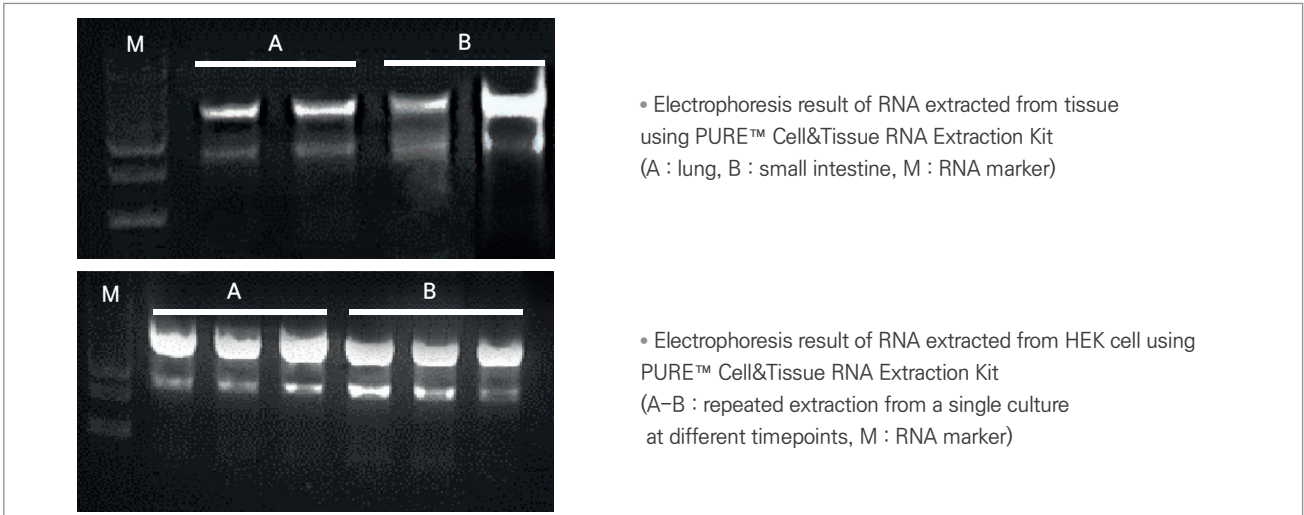 M A B
• Electrophoresis result of RNA extracted from tissue
using PURE™ Cell&Tissue RNA Extraction Kit
(A : lung, B : small intestine, M : RNA marker)
M A B
• Electrophoresis result of RNA extracted from HEK cell using
PURE™ Cell&Tissue RNA Extraction Kit
(A-B : repeated extraction from a single culture
at different timepoints, M : RNA marker)